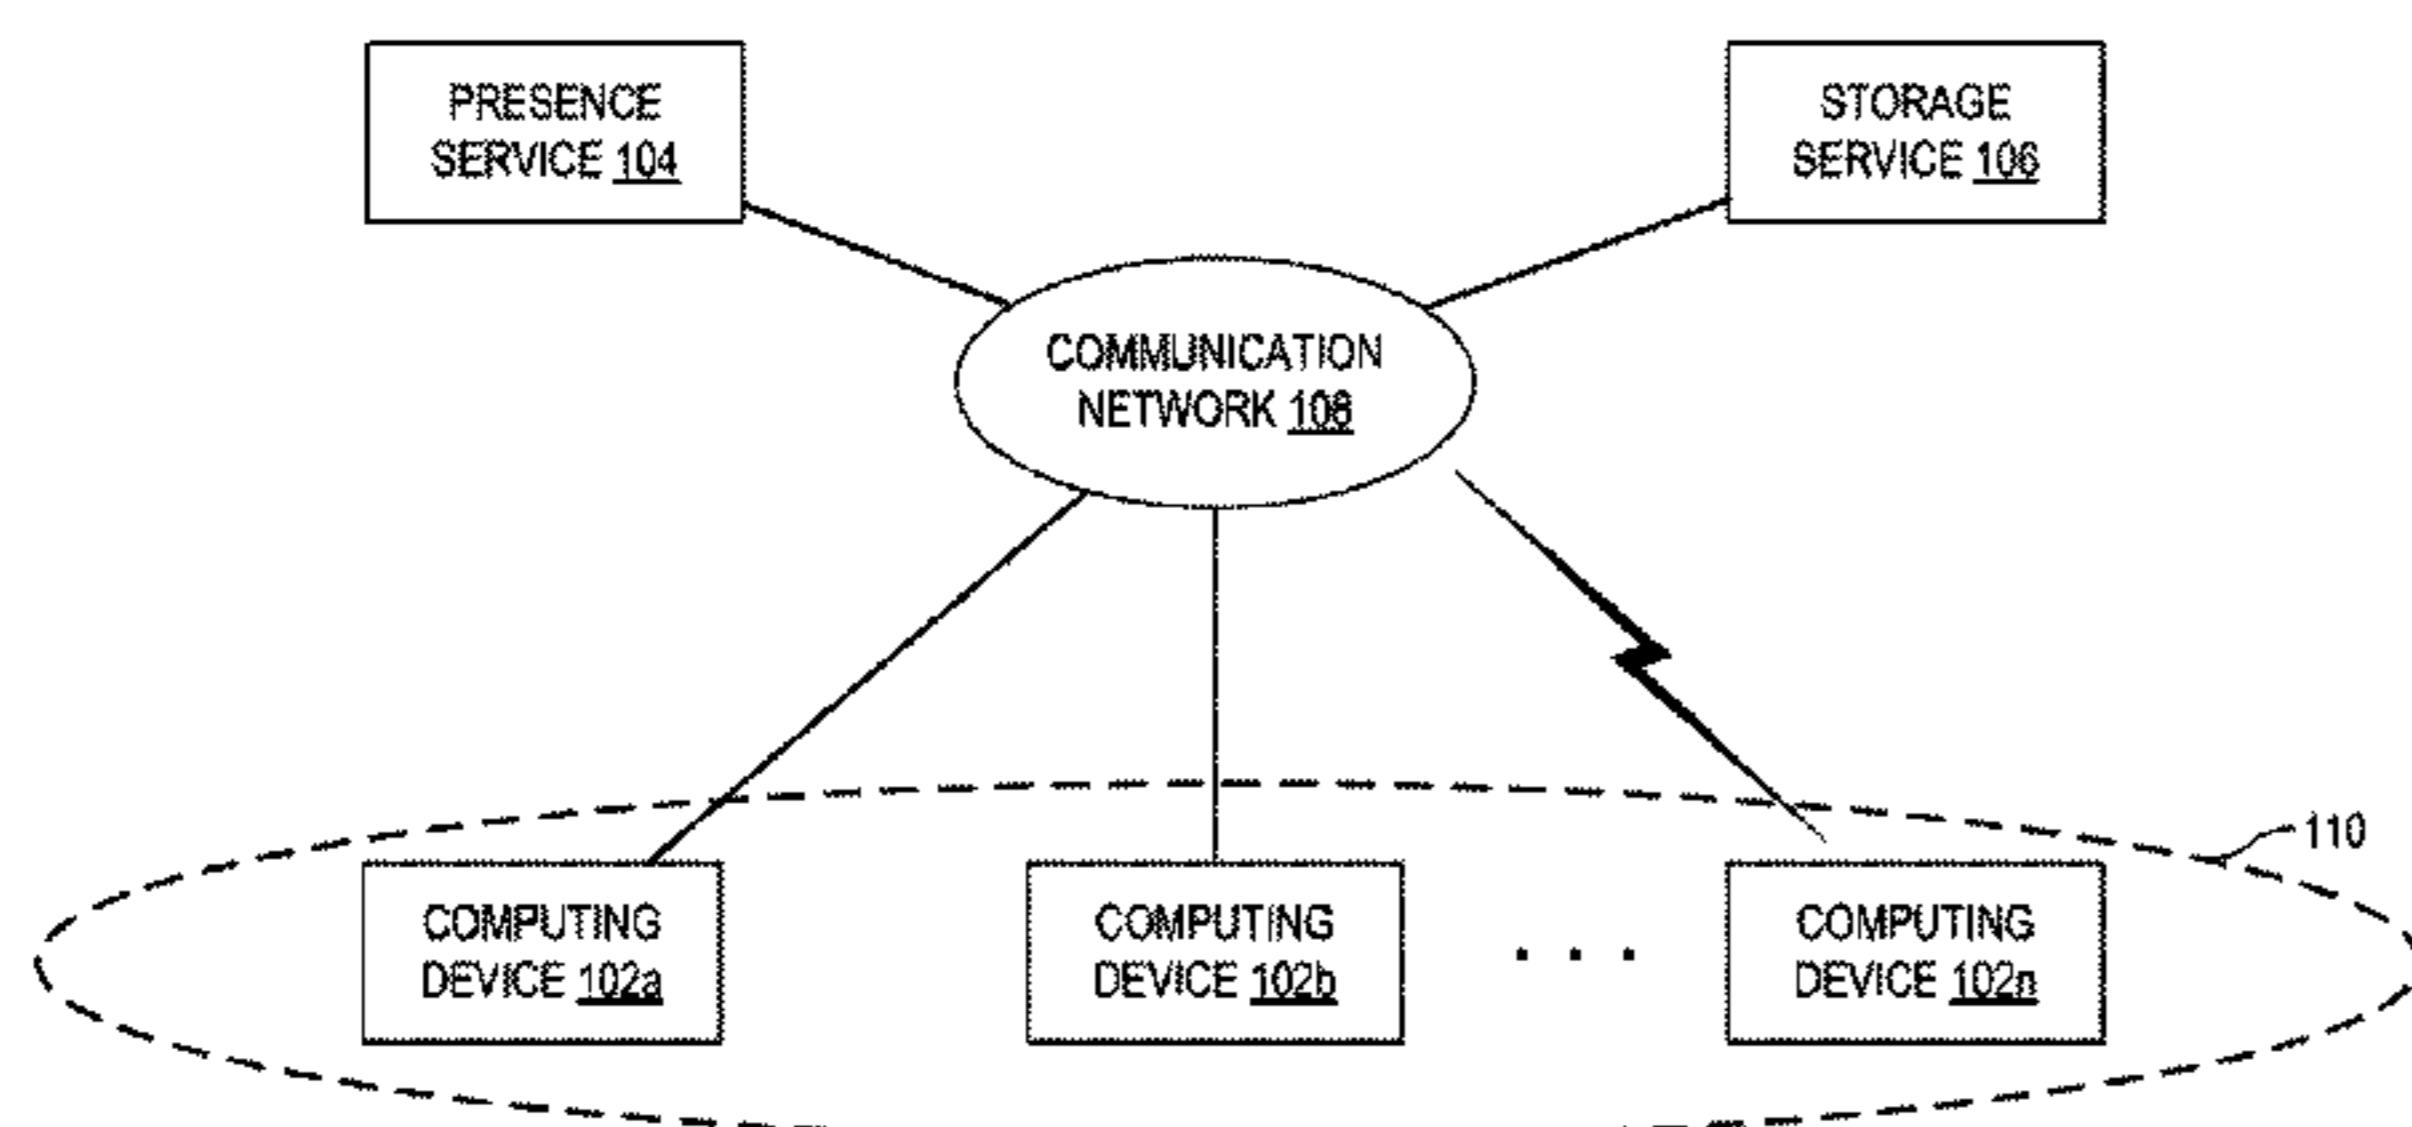 PRESENCE
SERVICE 104
STORAGE
SERVICE 106
COMMUNICATION
NETWORK 108
110
COMPUTING
DEVICE 102a
COMPUTING
DEVICE 102b
. . .
COMPUTING
DEVICE 102n